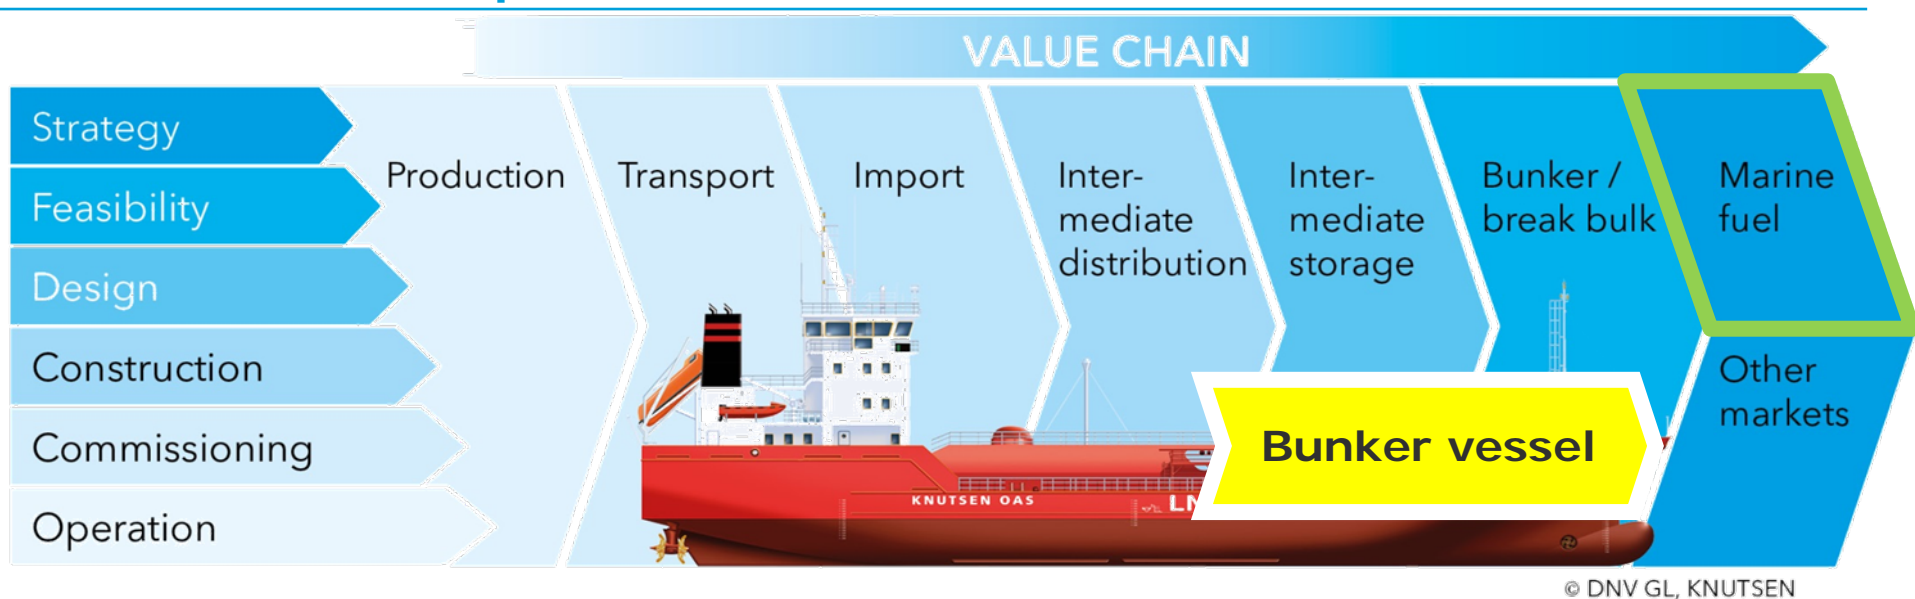 VALUE CHAIN
Strategy
Feasibility
Design
Construction
Commissioning
Operation
Production
Transport
Import
Inter-
mediate
distribution
Inter-
mediate
storage
Bunker /
break bulk
Marine
fuel
Other
markets
Bunker vessel
KNUTSEN OAS
LN
© DNV GL, KNUTSEN